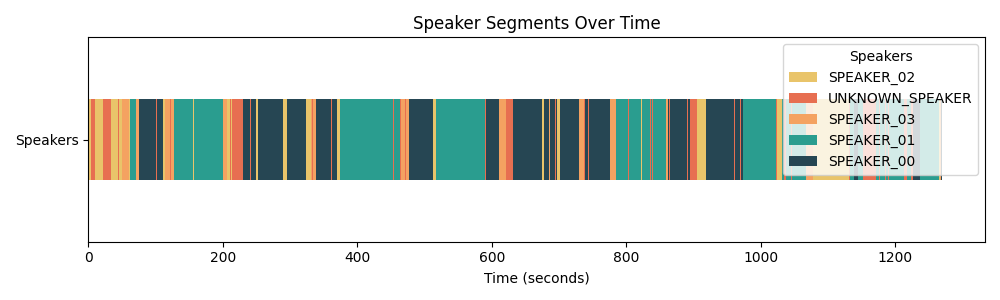 Speaker Segments Over Time
Speakers
SPEAKER_02
UNKNOWN_SPEAKER
SPEAKER_03
SPEAKER_01
SPEAKER_00
Speakers
0 200 400 600 800 1000 1200
Time (seconds)